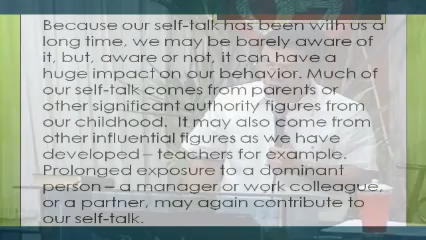 Because our self-talk has been with us a
long time, we may be barely aware of
it, but, aware or not, it can have a
huge impact on our behavior. Much of
our self-talk comes from parents or
other significant authority figures from
our childhood. It may also come from
other influential figures as we have
developed – teachers for example.
Prolonged exposure to a dominant
person – a manager or work colleague,
or a partner, may again contribute to
our self-talk.